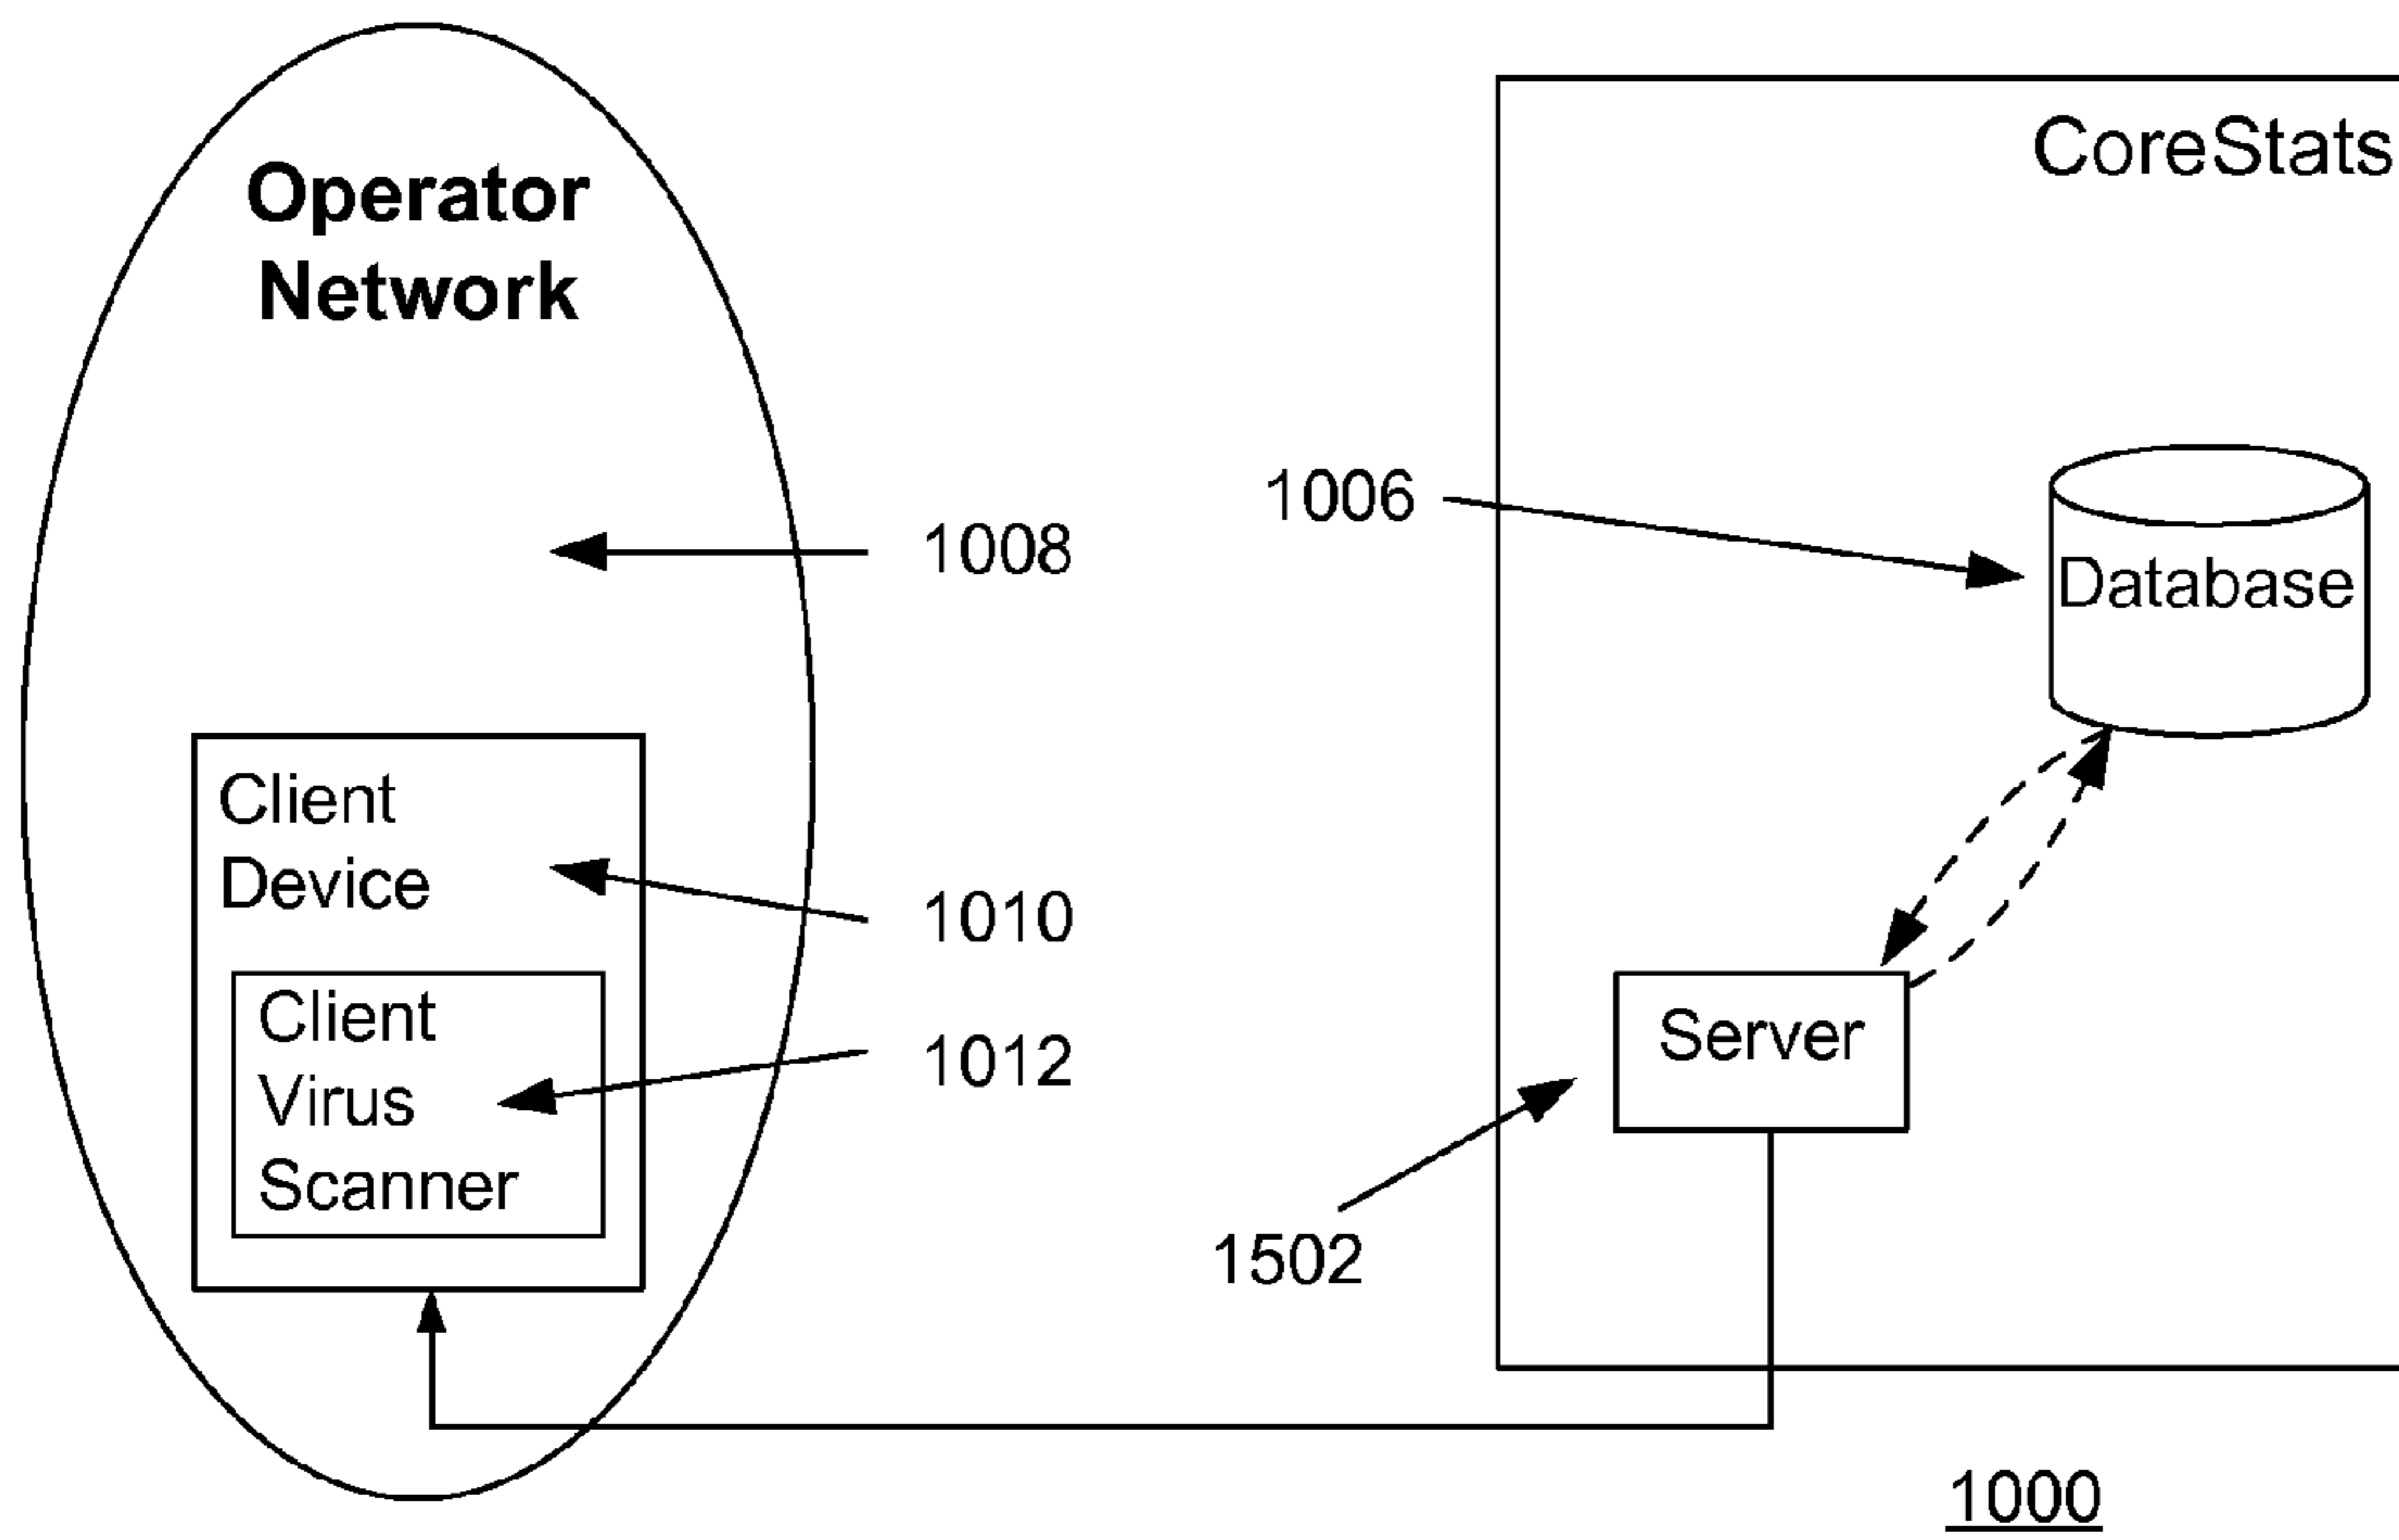 Operator
Network
CoreStats
1006
1008
Database
Client
Device
1010
Client
Virus
Scanner
1012
Server
1502
1000